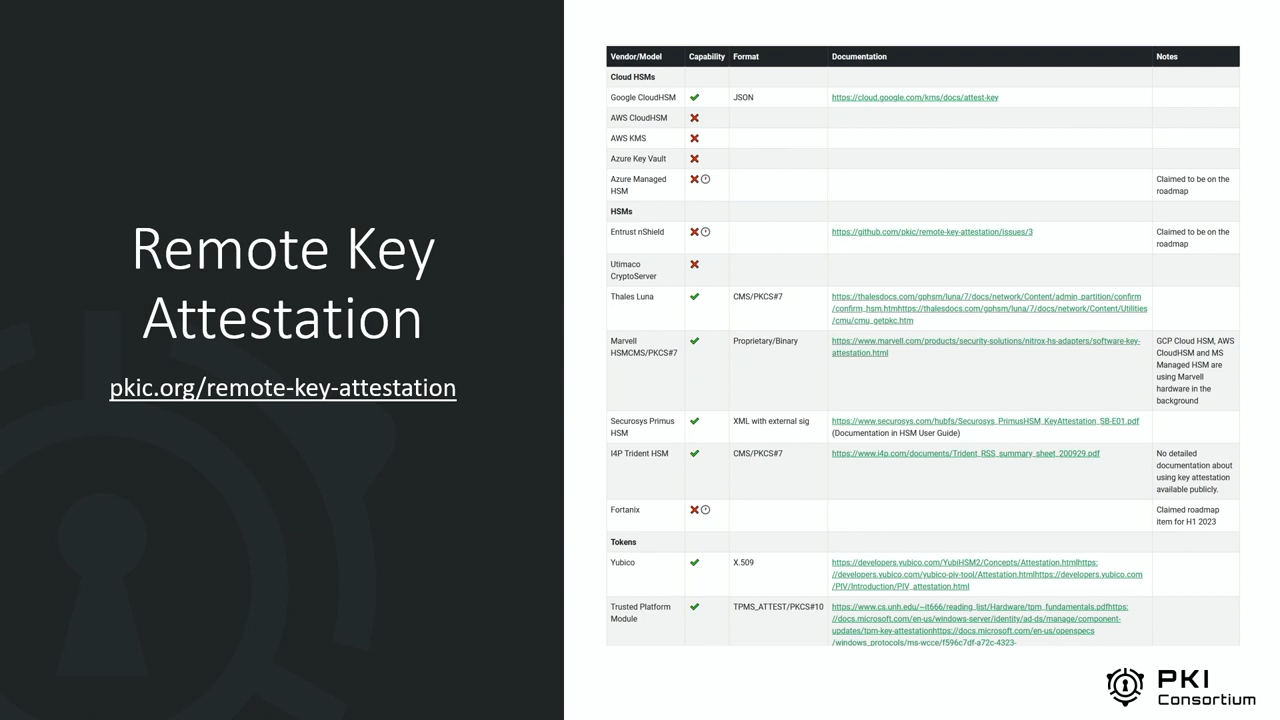 Remote Key
Attestation
pkic.org/remote-key-attestation
Vendor/Model Capability Format Documentation Notes
Cloud HSMs
Google CloudHSM JSON https://cloud.google.com/kms/docs/attest-key
AWS CloudHSM
AWS KMS
Azure Key Vault
Azure Managed
HSM
Claimed to be on the
roadmap
HSMs
Entrust nShield https://github.com/pkic/remote-key-attestation/issues/3
Claimed to be on the
roadmap
Utimaco
CryptoServer
Thales Luna CMS/PKCS#7
https://thalesdocs.com/gphsm/luna/7/docs/network/Content/admin_partition/confirm
/confirm_hsm.htmhttps://thalesdocs.com/gphsm/luna/7/docs/network/Content/Utilities
/cmu/cmu_getpkc.htm
Marvell
HSMCMS/PKCS#7
Proprietary/Binary
https://www.marvell.com/products/security-solutions/nitrox-hs-adapters/software-key-
attestation.html
GCP Cloud HSM, AWS
CloudHSM and MS
Managed HSM are
using Marvell
hardware in the
background
Securosys Primus
HSM
XML with external sig
https://www.securosys.com/hubfs/Securosys_PrimusHSM_KeyAttestation_SB-E01.pdf
(Documentation in HSM User Guide)
I4P Trident HSM CMS/PKCS#7 https://www.i4p.com/documents/Trident_RSS_summary_sheet_200929.pdf
No detailed
documentation about
using key attestation
available publicly.
Fortanix
Claimed roadmap
item for H1 2023
Tokens
Yubico X.509
https://developers.yubico.com/YubiHSM2/Concepts/Attestation.htmlhttps:
//developers.yubico.com/yubico-piv-tool/Attestation.htmlhttps://developers.yubico.com
/PIV/Introduction/PIV_attestation.html
Trusted Platform
Module
TPMS_ATTEST/PKCS#10
https://www.cs.unh.edu/~it666/reading_list/Hardware/tpm_fundamentals.pdfhttps:
//docs.microsoft.com/en-us/windows-server/identity/ad-ds/manage/component-
updates/tpm-key-attestationhttps://docs.microsoft.com/en-us/openspecs
/windows_protocols/ms-wcce/f596c7df-a72c-4323-
PKI
Consortium